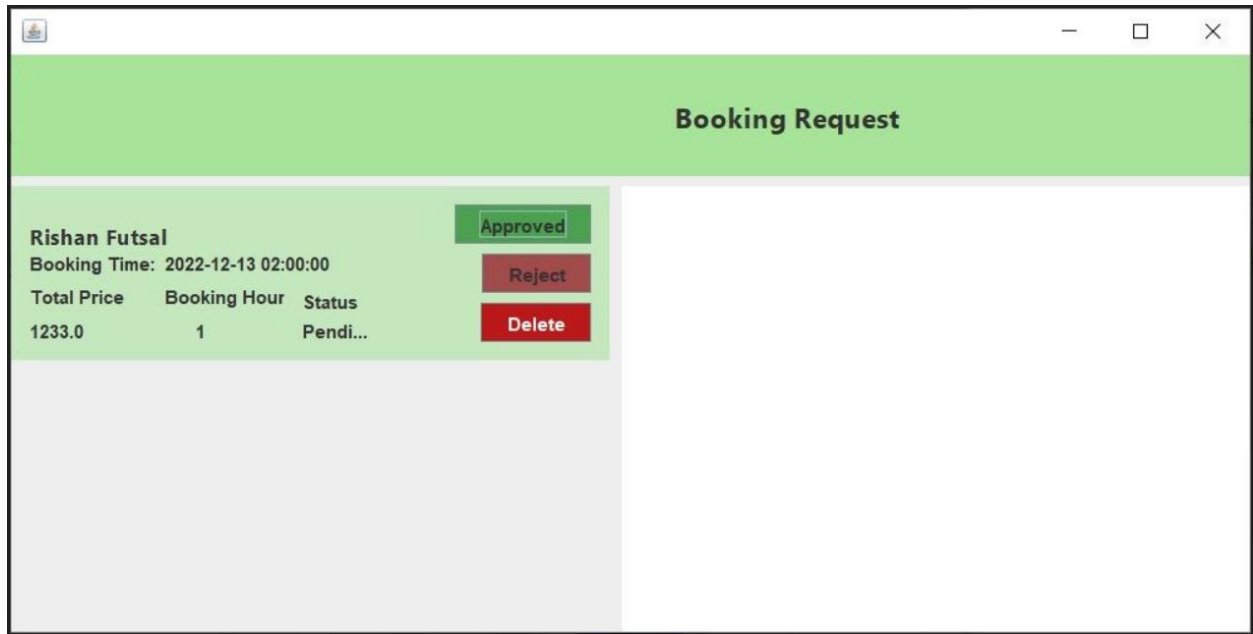 Booking Request
Rishan Futsal
Booking Time: 2022-12-13 02:00:00
Total Price Booking Hour Status
1233.0 1 Pendi...
Approved
Reject
Delete